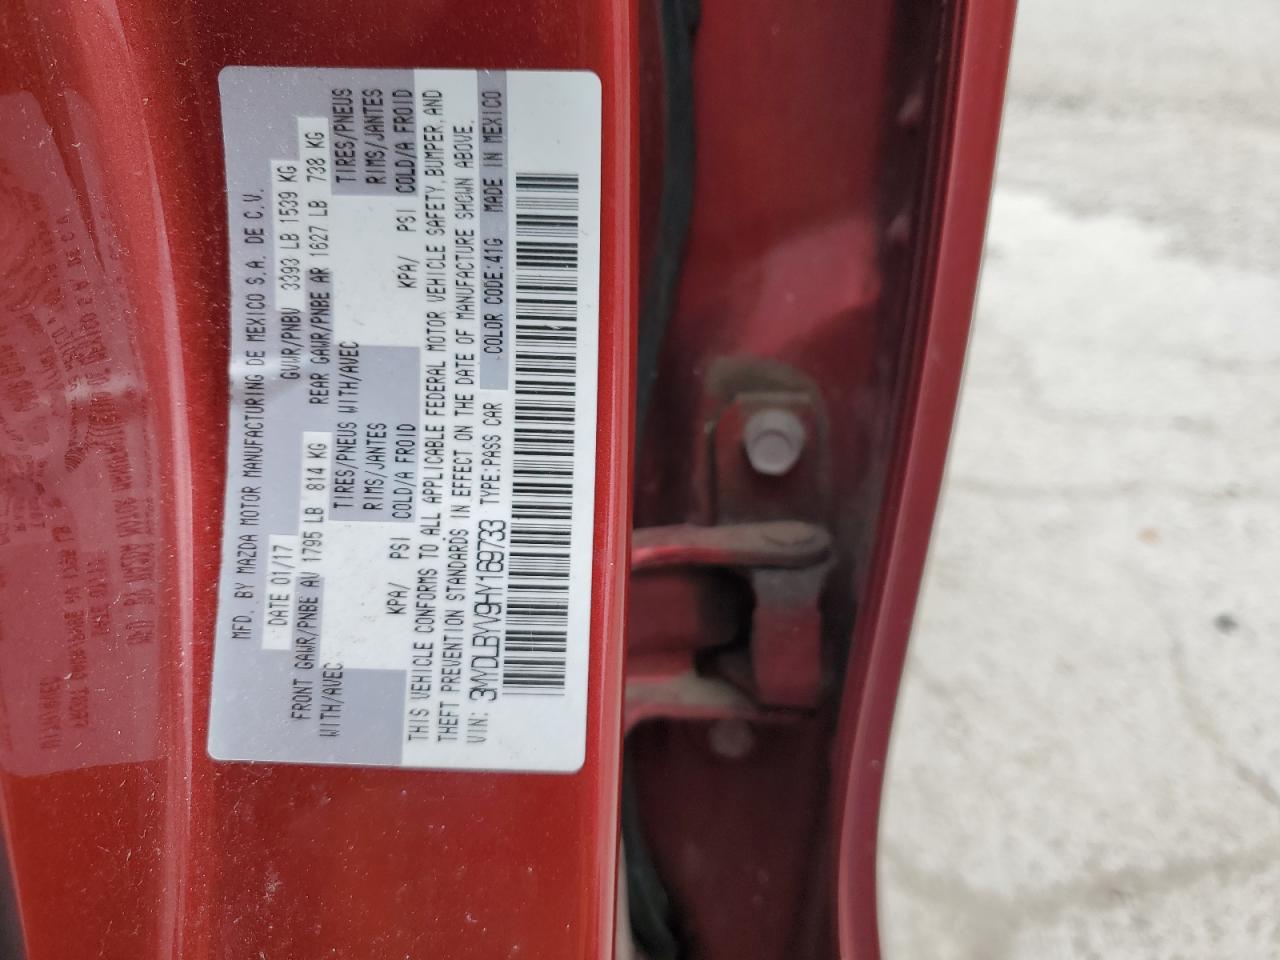 MFD. BY MAZDA MOTOR MANUFACTURING DE MEXICO S.A. DE C.V.
DATE 01/17 GVWR/PNBV 3393 LB 1539 KG
FRONT GAWR/PNBE AV 1795 LB 814 KG REAR GAWR/PNBE AR 1627 LB 738 KG
WITH/AVEC TIRES/PNEUS WITH/AVEC TIRES/PNEUS
RIMS/JANTES RIMS/JANTES
KPA/ PSI COLD/A FROID KPA/ PSI COLD/A FROID
THIS VEHICLE CONFORMS TO ALL APPLICABLE FEDERAL MOTOR VEHICLE SAFETY, BUMPER, AND
THEFT PREVENTION STANDARDS IN EFFECT ON THE DATE OF MANUFACTURE SHOWN ABOVE.
VIN: 3MYDLBYV9HY169733 TYPE:PASS CAR COLOR CODE:41G MADE IN MEXICO